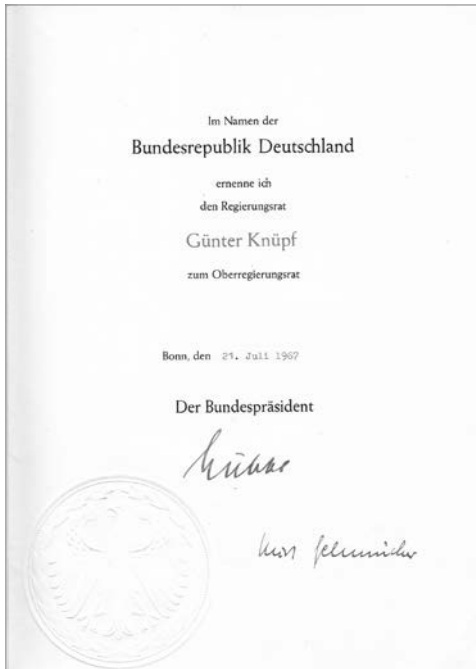 Im Namen der
Bundesrepublik Deutschland
ernenne ich
den Regierungsrat
Günter Knüpf
zum Oberregierungsrat
Bonn, den 21. Juli 1967
Der Bundespräsident
Lübke